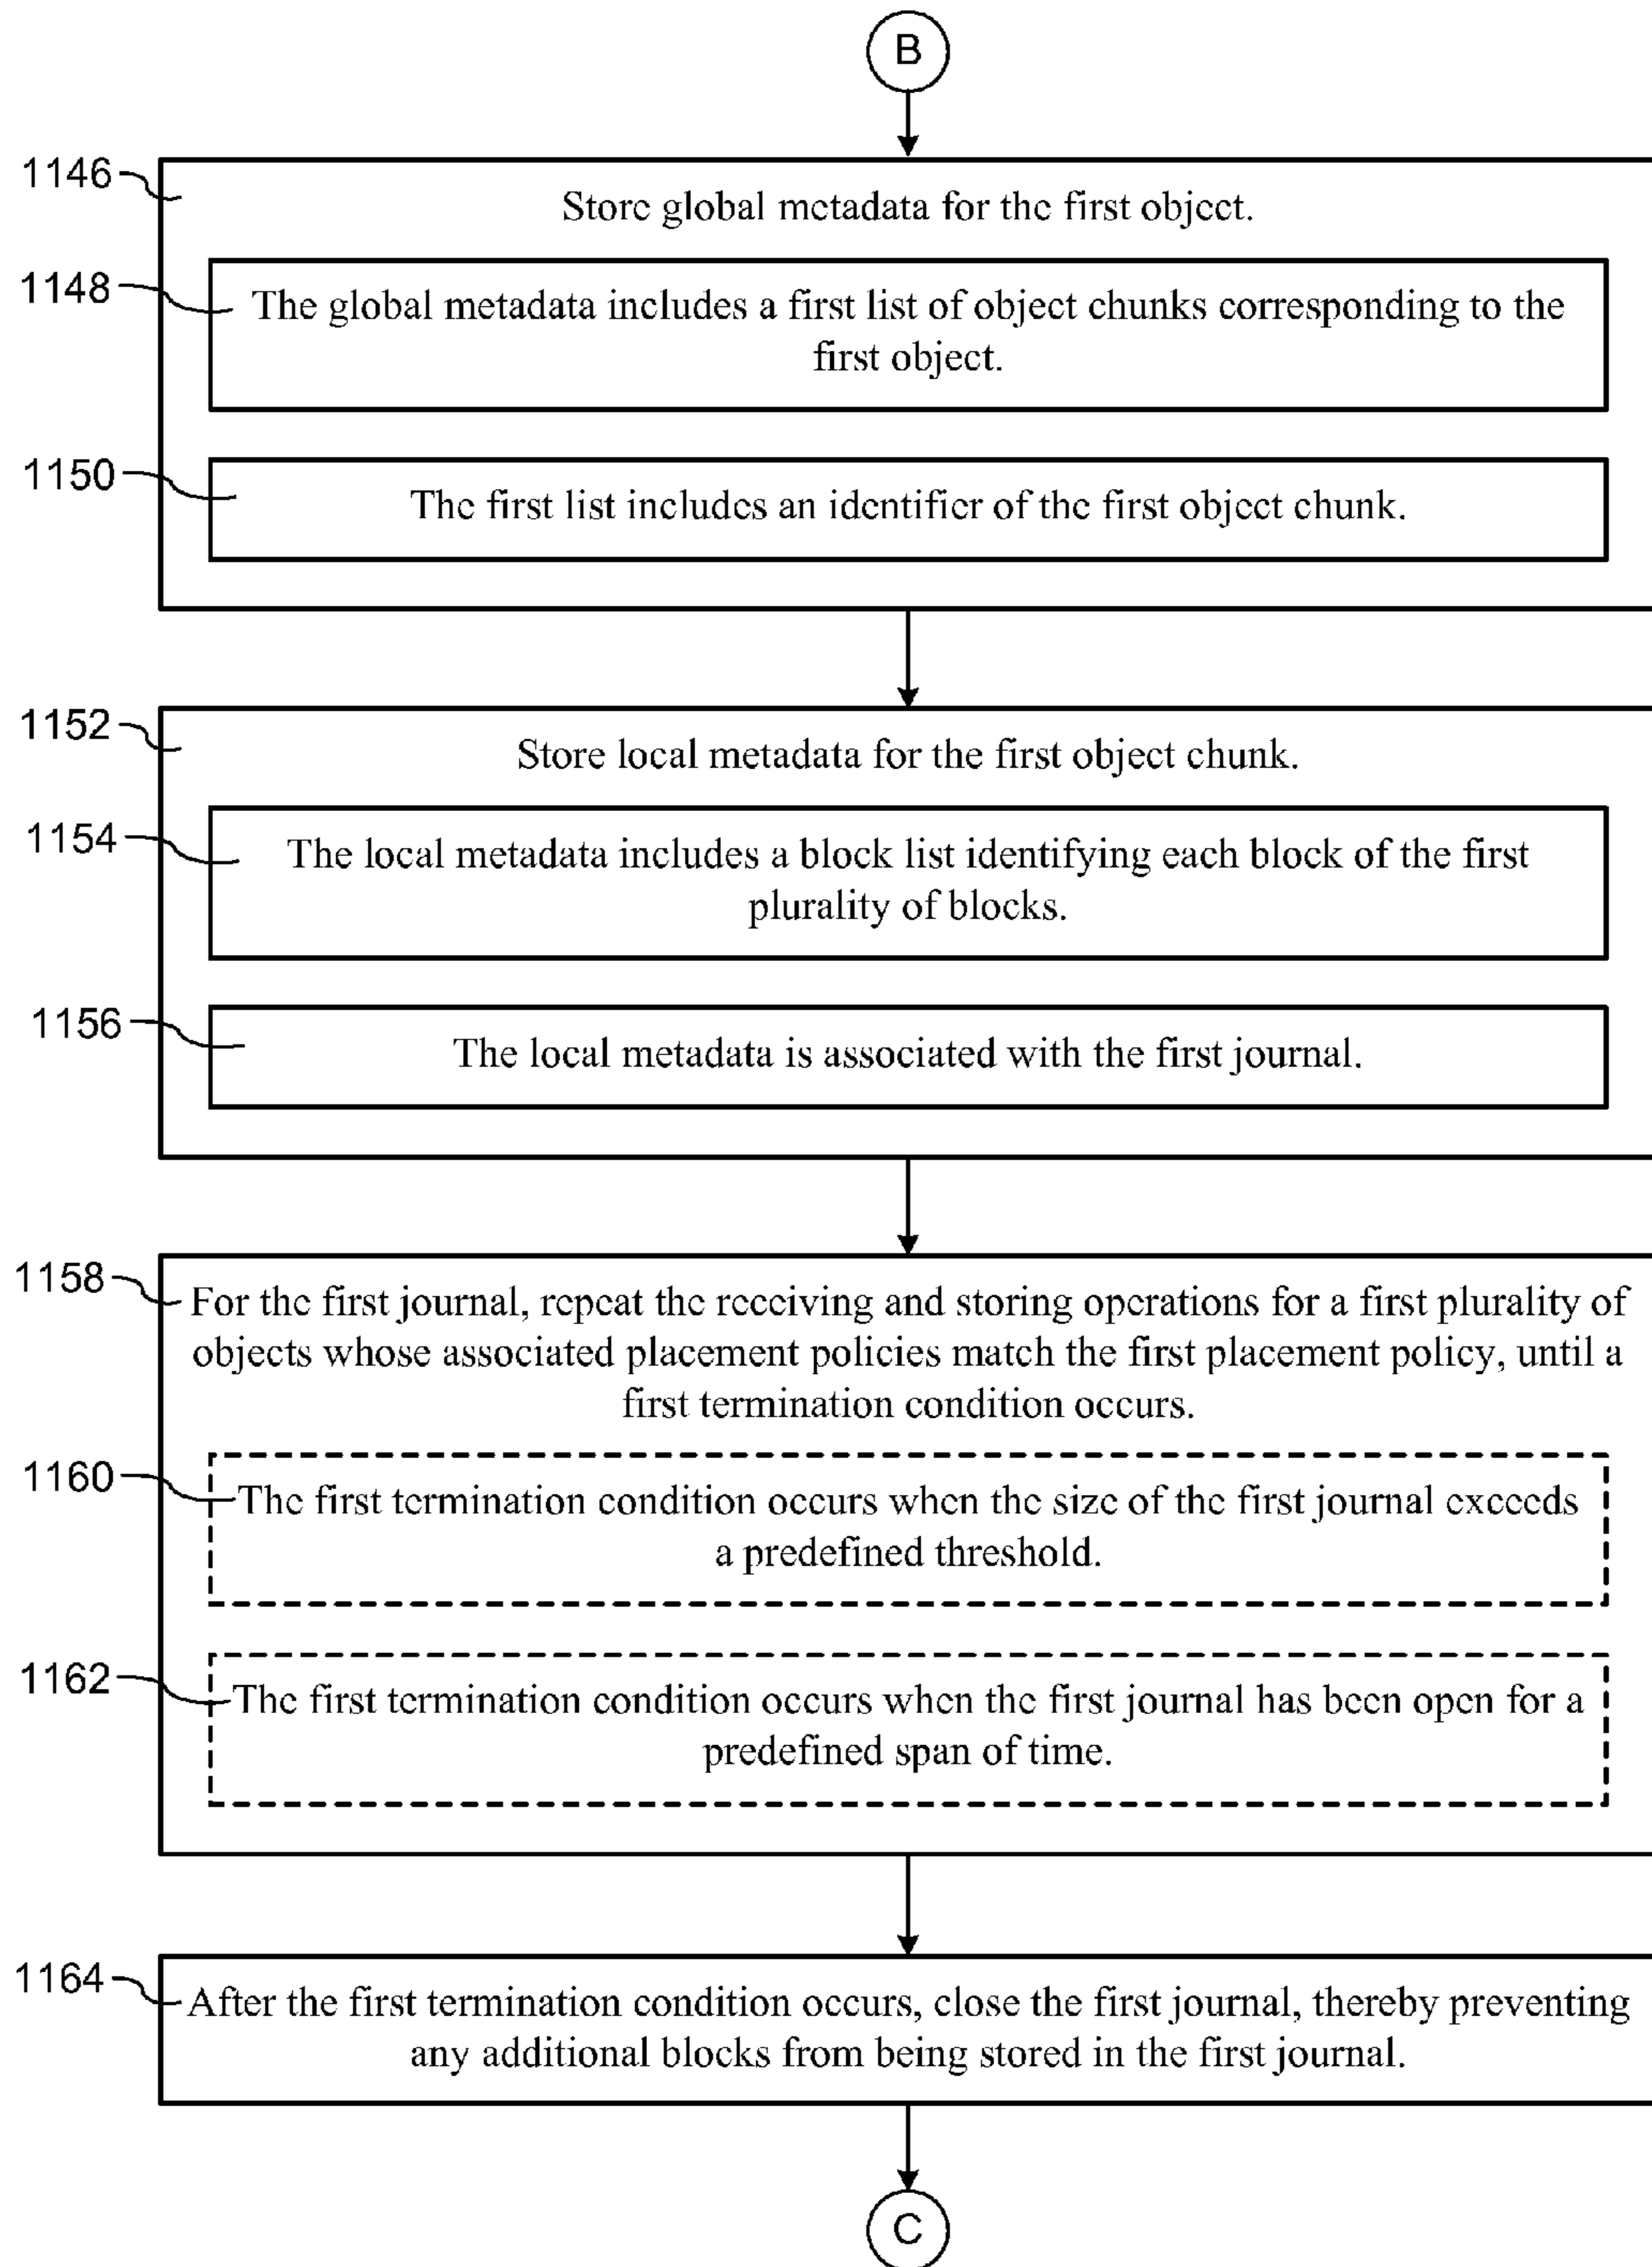 B
1146
Store global metadata for the first object.
1148
The global metadata includes a first list of object chunks corresponding to the
first object.
1150
The first list includes an identifier of the first object chunk.
1152
Store local metadata for the first object chunk.
1154
The local metadata includes a block list identifying each block of the first
plurality of blocks.
1156
The local metadata is associated with the first journal.
1158
For the first journal, repeat the receiving and storing operations for a first plurality of
objects whose associated placement policies match the first placement policy, until a
first termination condition occurs.
1160
The first termination condition occurs when the size of the first journal exceeds
a predefined threshold.
1162
The first termination condition occurs when the first journal has been open for a
predefined span of time.
1164
After the first termination condition occurs, close the first journal, thereby preventing
any additional blocks from being stored in the first journal.
C